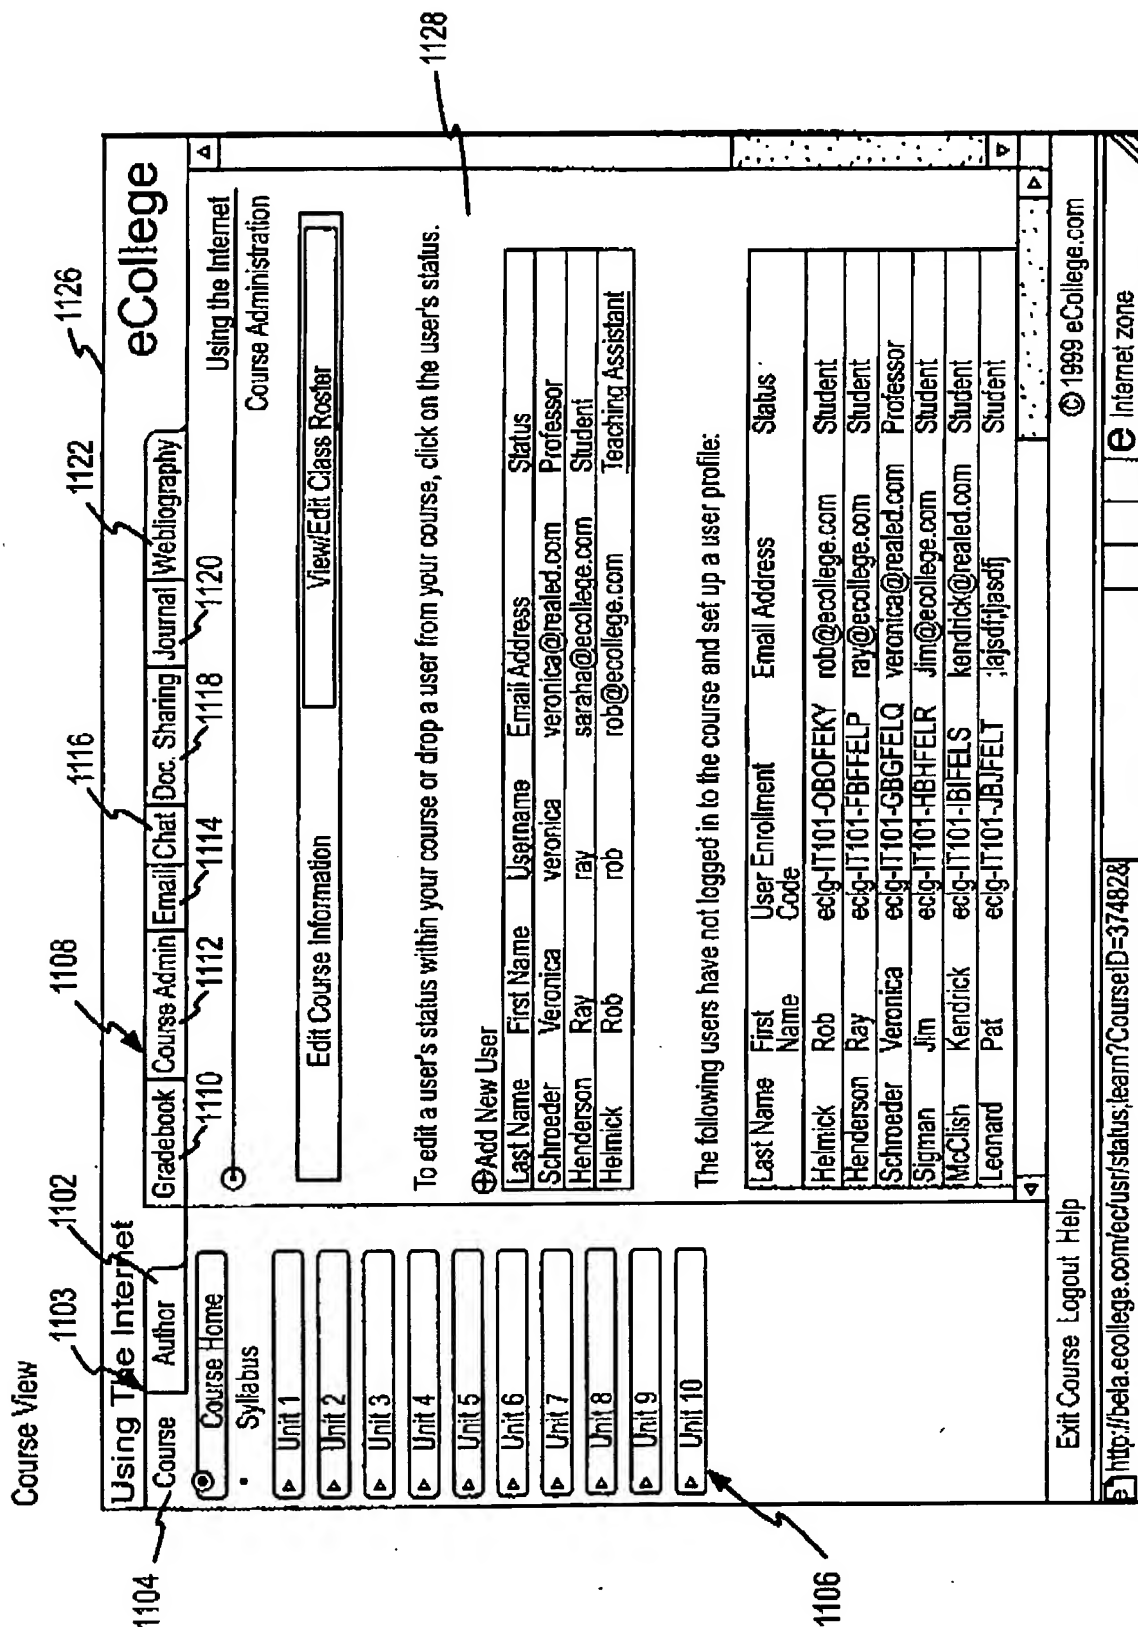 Course View
1103
1102
1108
1116
1122
1126
Using The Internet
eCollege
1104
Course
Author
Gradebook
Course Admin
Email
Chat
Doc. Sharing
Journal
Webliography
1110
1112
1114
1118
1120
Course Home
Using the Internet
Syllabus
Course Administration
Unit 1
Unit 2
Unit 3
Unit 4
Unit 5
Unit 6
Unit 7
Unit 8
Unit 9
Unit 10
1106
Edit Course Information
View/Edit Class Roster
To edit a user's status within your course or drop a user from your course, click on the user's status.
1128
Add New User
Last Name First Name Username Email Address Status
Schroeder Veronica veronica veronica@realed.com Professor
Henderson Ray ray saraha@ecollege.com Student
Helmick Rob rob rob@ecollege.com Teaching Assistant
The following users have not logged in to the course and set up a user profile:
Last Name First Name User Enrollment Code Email Address Status
Helmick Rob eclg-IT101-OBOFEKY rob@ecollege.com Student
Henderson Ray eclg-IT101-FBFFELP ray@ecollege.com Student
Schroeder Veronica eclg-IT101-GBGFELQ veronica@realed.com Professor
Sigman Jim eclg-IT101-HBHFELR Jim@ecollege.com Student
McClish Kendrick eclg-IT101-IBIFELS kendrick@realed.com Student
Leonard Pat eclg-IT101-JBJFELT ;lajsdf;ljasdfj Student
Exit Course Logout Help
© 1999 eCollege.com
http://bela.ecollege.com/ec/usr/status;learn?CourseID=37482&
Internet zone